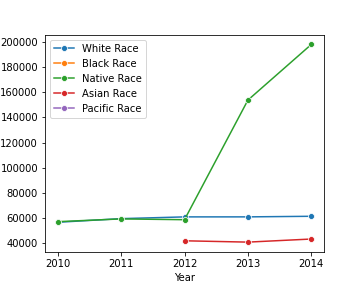 200000
180000
160000
140000
120000
100000
80000
60000
40000
White Race
Black Race
Native Race
Asian Race
Pacific Race
2010 2011 2012 2013 2014
Year